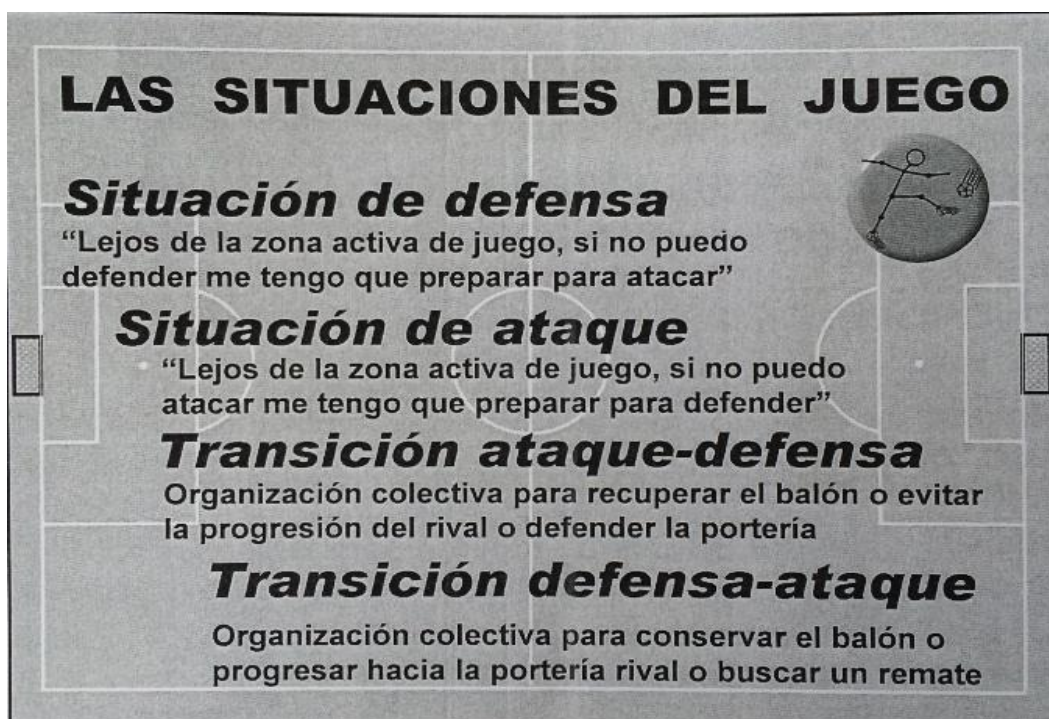 LAS SITUACIONES DEL JUEGO
Situación de defensa
“Lejos de la zona activa de juego, si no puedo
defender me tengo que preparar para atacar”
Situación de ataque
“Lejos de la zona activa de juego, si no puedo
atacar me tengo que preparar para defender”
Transición ataque-defensa
Organización colectiva para recuperar el balón o evitar
la progresión del rival o defender la portería
Transición defensa-ataque
Organización colectiva para conservar el balón o
progresar hacia la portería rival o buscar un remate